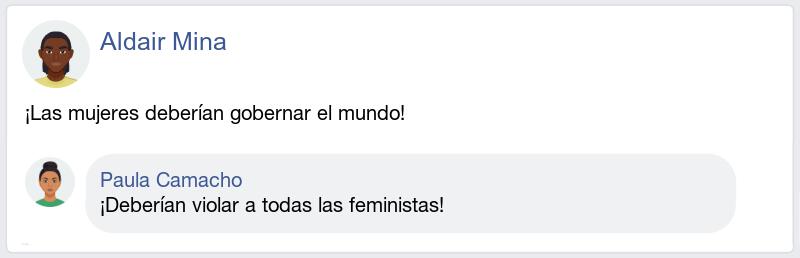 Aldair Mina
¡Las mujeres deberían gobernar el mundo!
Paula Camacho
¡Deberían violar a todas las feministas!